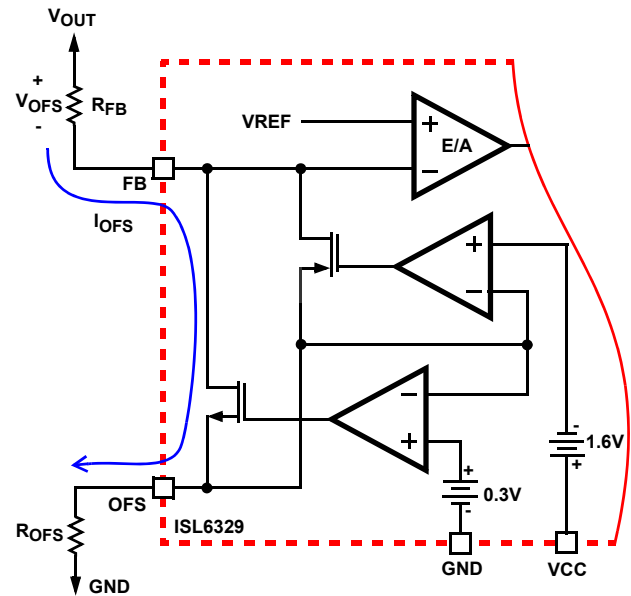 VOUT
+
VOFS
-
RFB
VREF
+
E/A
-
FB
IOFS
+
-
-
+
-
1.6V
+
+
0.3V
-
OFS
ISL6329
ROFS
GND
GND
VCC